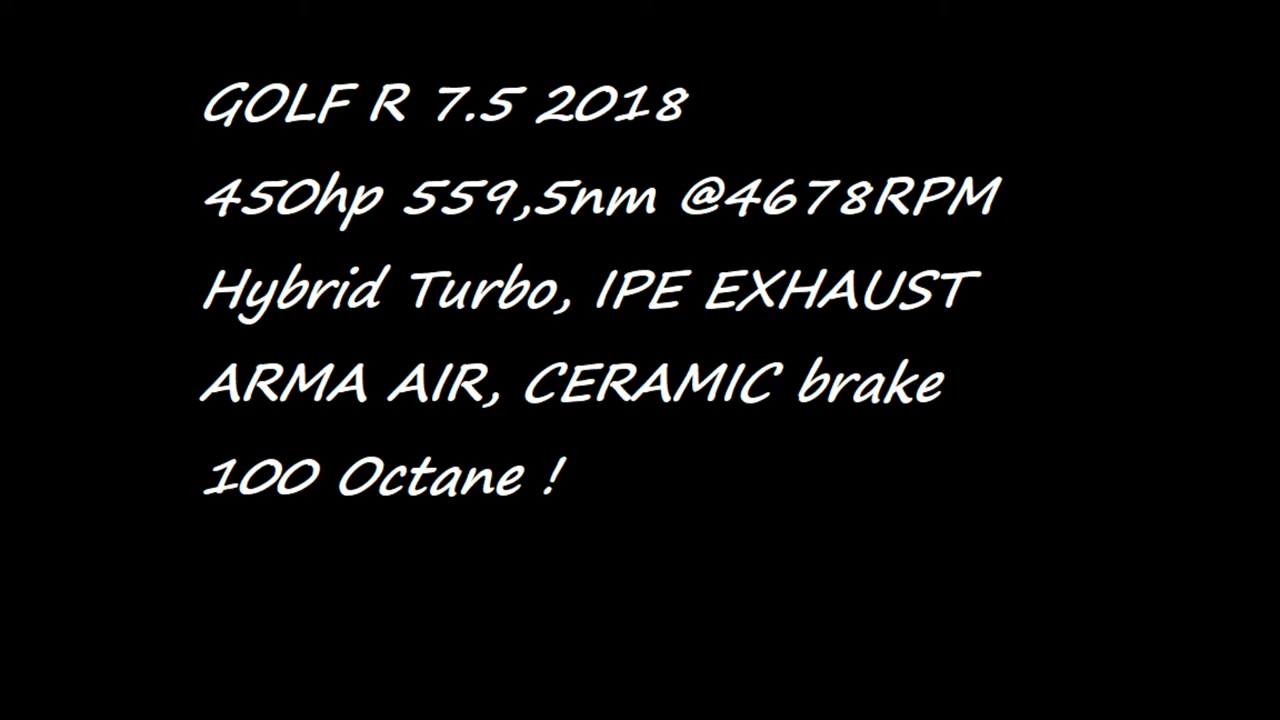 GOLF R 7.5 2018
450hp 559,5nm @4678RPM
Hybrid Turbo, IPE EXHAUST
ARMA AIR, CERAMIC brake
100 Octane !